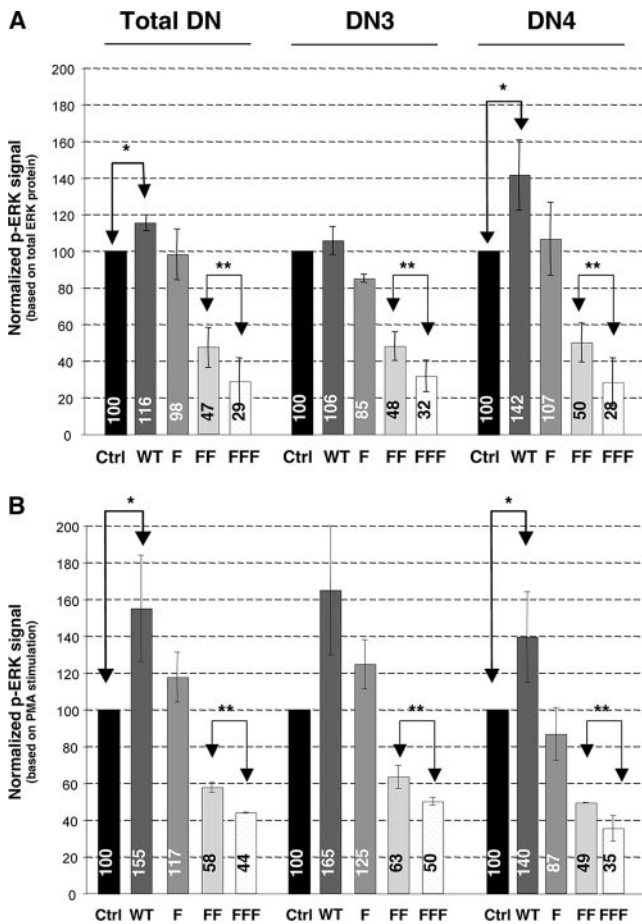 A
Total DN DN3 DN4
Normalized p-ERK signal
(based on total ERK protein)
200
180
160
140
120
100
80
60
40
20
0
* ** ** * **
100 116 98 47 29 100 106 85 48 32 100 142 107 50 28
Ctrl WT F FF FFF Ctrl WT F FF FFF Ctrl WT F FF FFF
B
Normalized p-ERK signal
(based on PMA stimulation)
200
180
160
140
120
100
80
60
40
20
0
* ** ** * **
100 155 117 58 44 100 165 125 63 50 100 140 87 49 35
Ctrl WT F FF FFF Ctrl WT F FF FFF Ctrl WT F FF FFF